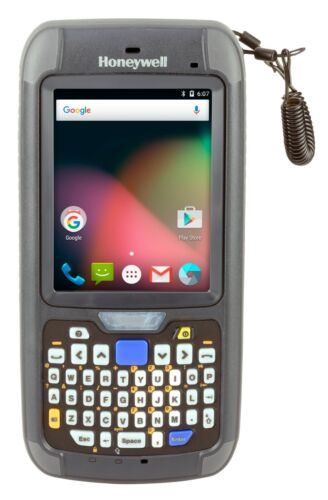 Honeywell
6:07
Google
Google
Play Store
Q W E R T Y U I O P
A S D F G H J K L
Z X C V B N M
Esc
Space
Enter